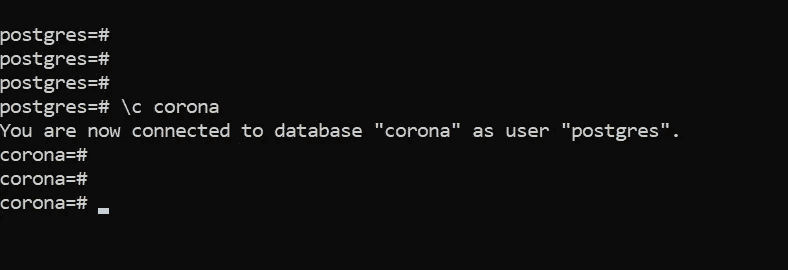 postgres=#
postgres=#
postgres=#
postgres=# \c corona
You are now connected to database "corona" as user "postgres".
corona=#
corona=#
corona=#